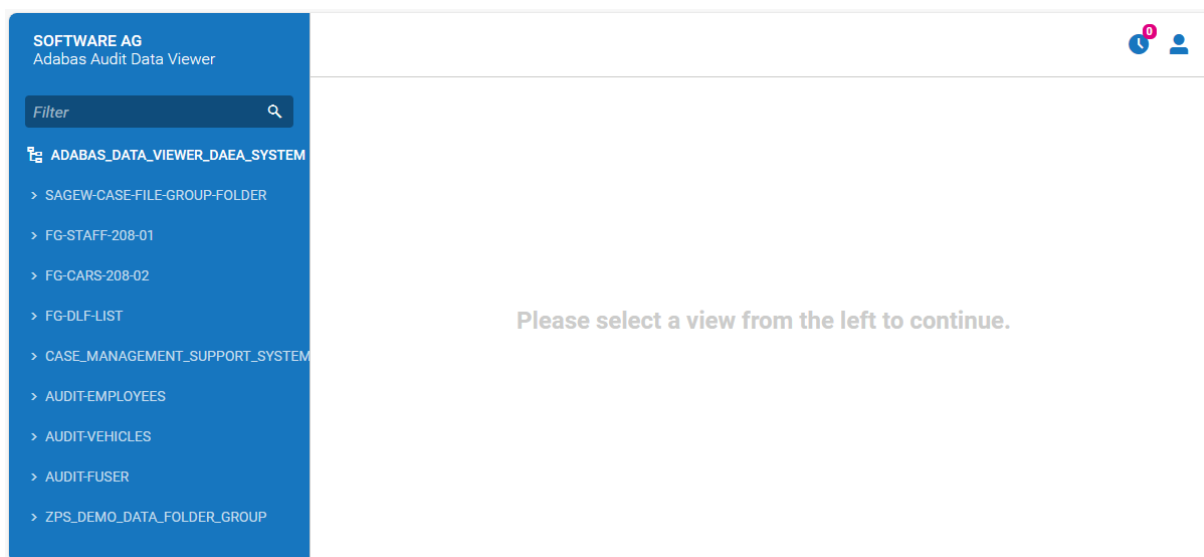 SOFTWARE AG
Adabas Audit Data Viewer
0
Filter
ADABAS_DATA_VIEWER_DAEA_SYSTEM
SAGEW-CASE-FILE-GROUP-FOLDER
FG-STAFF-208-01
FG-CARS-208-02
FG-DLF-LIST
CASE_MANAGEMENT_SUPPORT_SYSTEM
AUDIT-EMPLOYEES
AUDIT-VEHICLES
AUDIT-FUSER
ZPS_DEMO_DATA_FOLDER_GROUP
Please select a view from the left to continue.